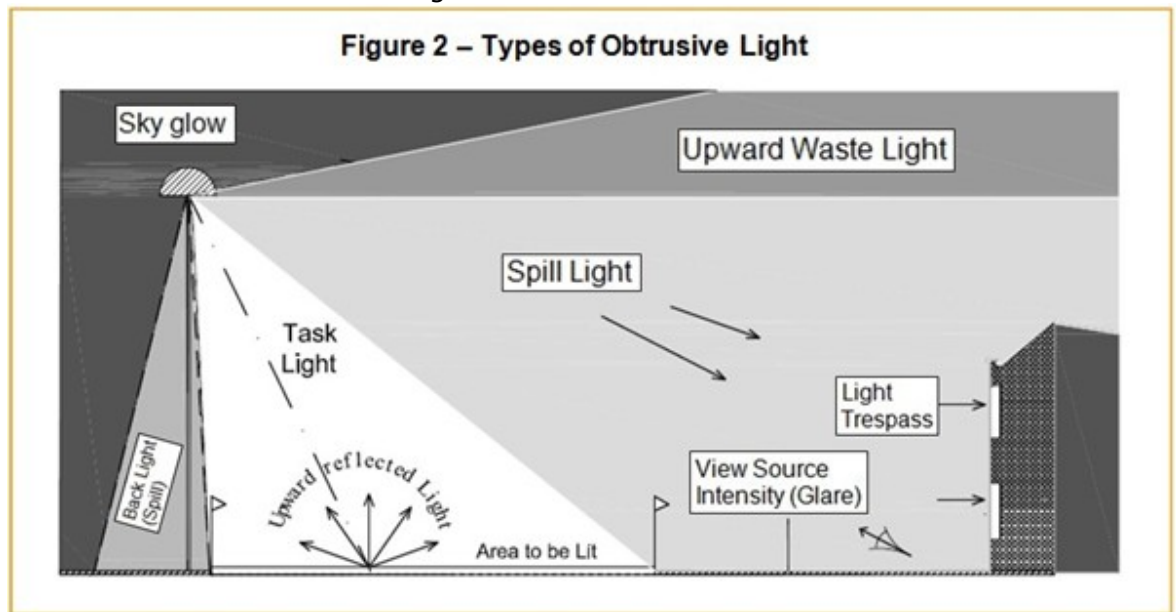 Figure 2 – Types of Obtrusive Light
Sky glow
Upward Waste Light
Spill Light
Task
Light
Light
Trespass
Back Light
(Spill)
Upward reflected Light
View Source
Intensity (Glare)
Area to be Lit